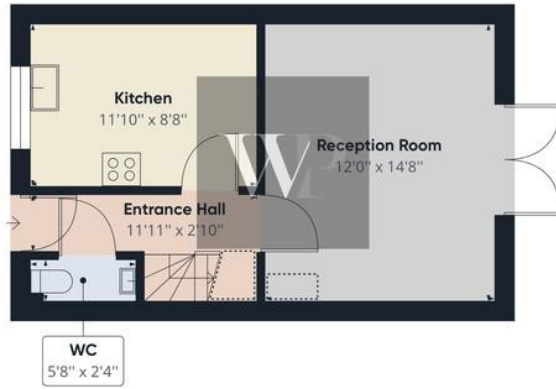 Kitchen
11'10" x 8'8"
WP
Reception Room
12'0" x 14'8"
Entrance Hall
11'11" x 2'10"
WC
5'8" x 2'4"